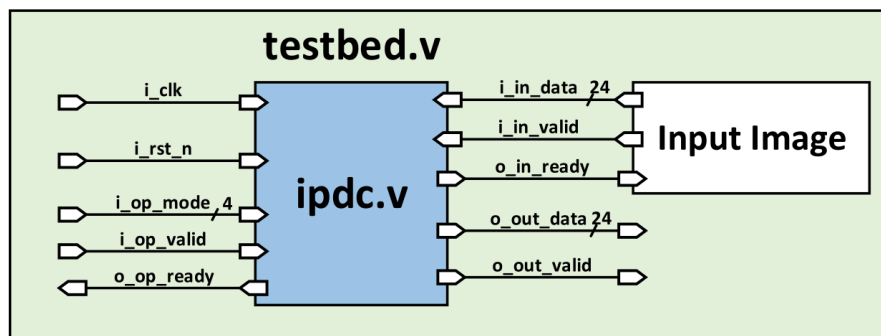 testbed.v
i_clk
i_rst_n
i_op_mode 4
i_op_valid
o_op_ready
ipdc.v
i_in_data 24
i_in_valid
o_in_ready
o_out_data 24
o_out_valid
Input Image